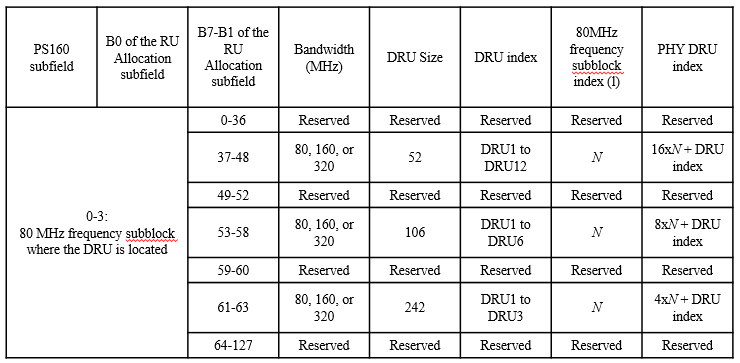 PS160 subfield | B0 of the RU Allocation subfield | B7-B1 of the RU Allocation subfield | Bandwidth (MHz) | DRU Size | DRU index | 80MHz frequency subblock index (l) | PHY DRU index
0-3: 80 MHz frequency subblock where the DRU is located
0-36 | Reserved | Reserved | Reserved | Reserved | Reserved
37-48 | 80, 160, or 320 | 52 | DRU1 to DRU12 | N | 16xN + DRU index
49-52 | Reserved | Reserved | Reserved | Reserved | Reserved
53-58 | 80, 160, or 320 | 106 | DRU1 to DRU6 | N | 8xN + DRU index
59-60 | Reserved | Reserved | Reserved | Reserved | Reserved
61-63 | 80, 160, or 320 | 242 | DRU1 to DRU3 | N | 4xN + DRU index
64-127 | Reserved | Reserved | Reserved | Reserved | Reserved